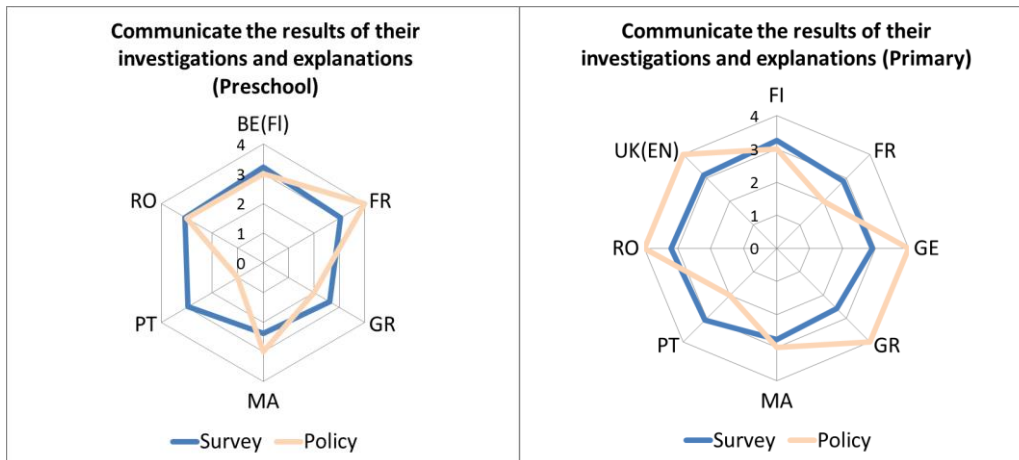 Communicate the results of their
investigations and explanations
(Preschool)
BE(Fl)
4
3
2
1
0
RO
FR
PT
GR
MA
Survey
Policy
Communicate the results of their
investigations and explanations (Primary)
FI
4
3
2
1
0
UK(EN)
FR
RO
GE
PT
GR
MA
Survey
Policy